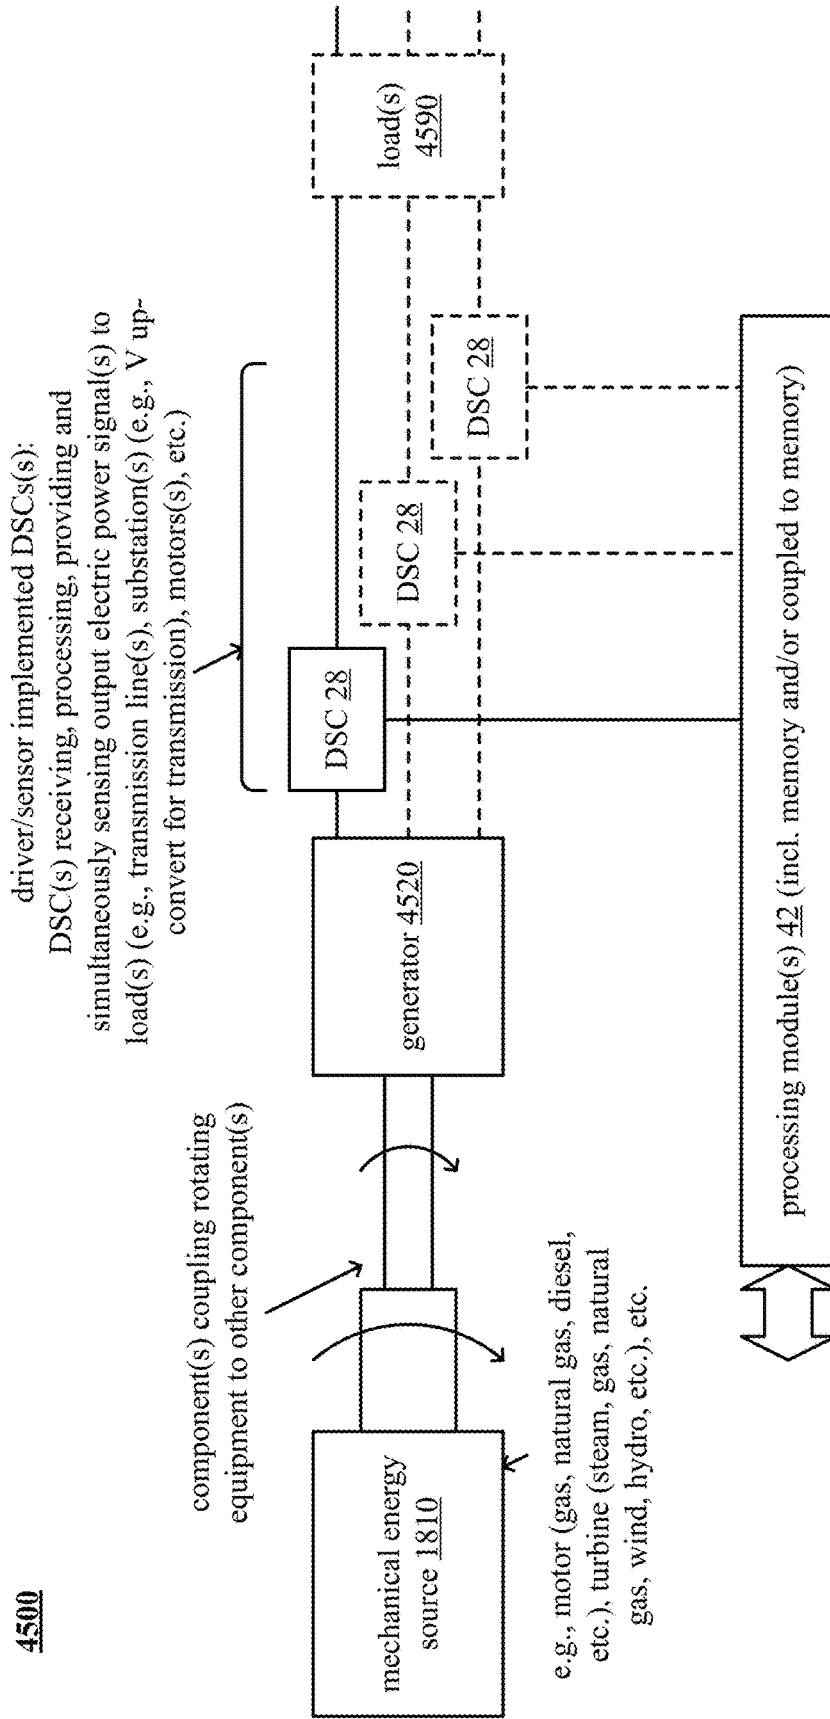 4500
driver/sensor implemented DSCs(s):
DSC(s) receiving, processing, providing and
simultaneously sensing output electric power signal(s) to
load(s) (e.g., transmission line(s), substation(s) (e.g., V up-
convert for transmission), motors(s), etc.)
component(s) coupling rotating
equipment to other component(s)
mechanical energy
source 1810
generator 4520
DSC 28
DSC 28
DSC 28
load(s)
4590
e.g., motor (gas, natural gas, diesel,
etc.), turbine (steam, gas, natural
gas, wind, hydro, etc.), etc.
processing module(s) 42 (incl. memory and/or coupled to memory)